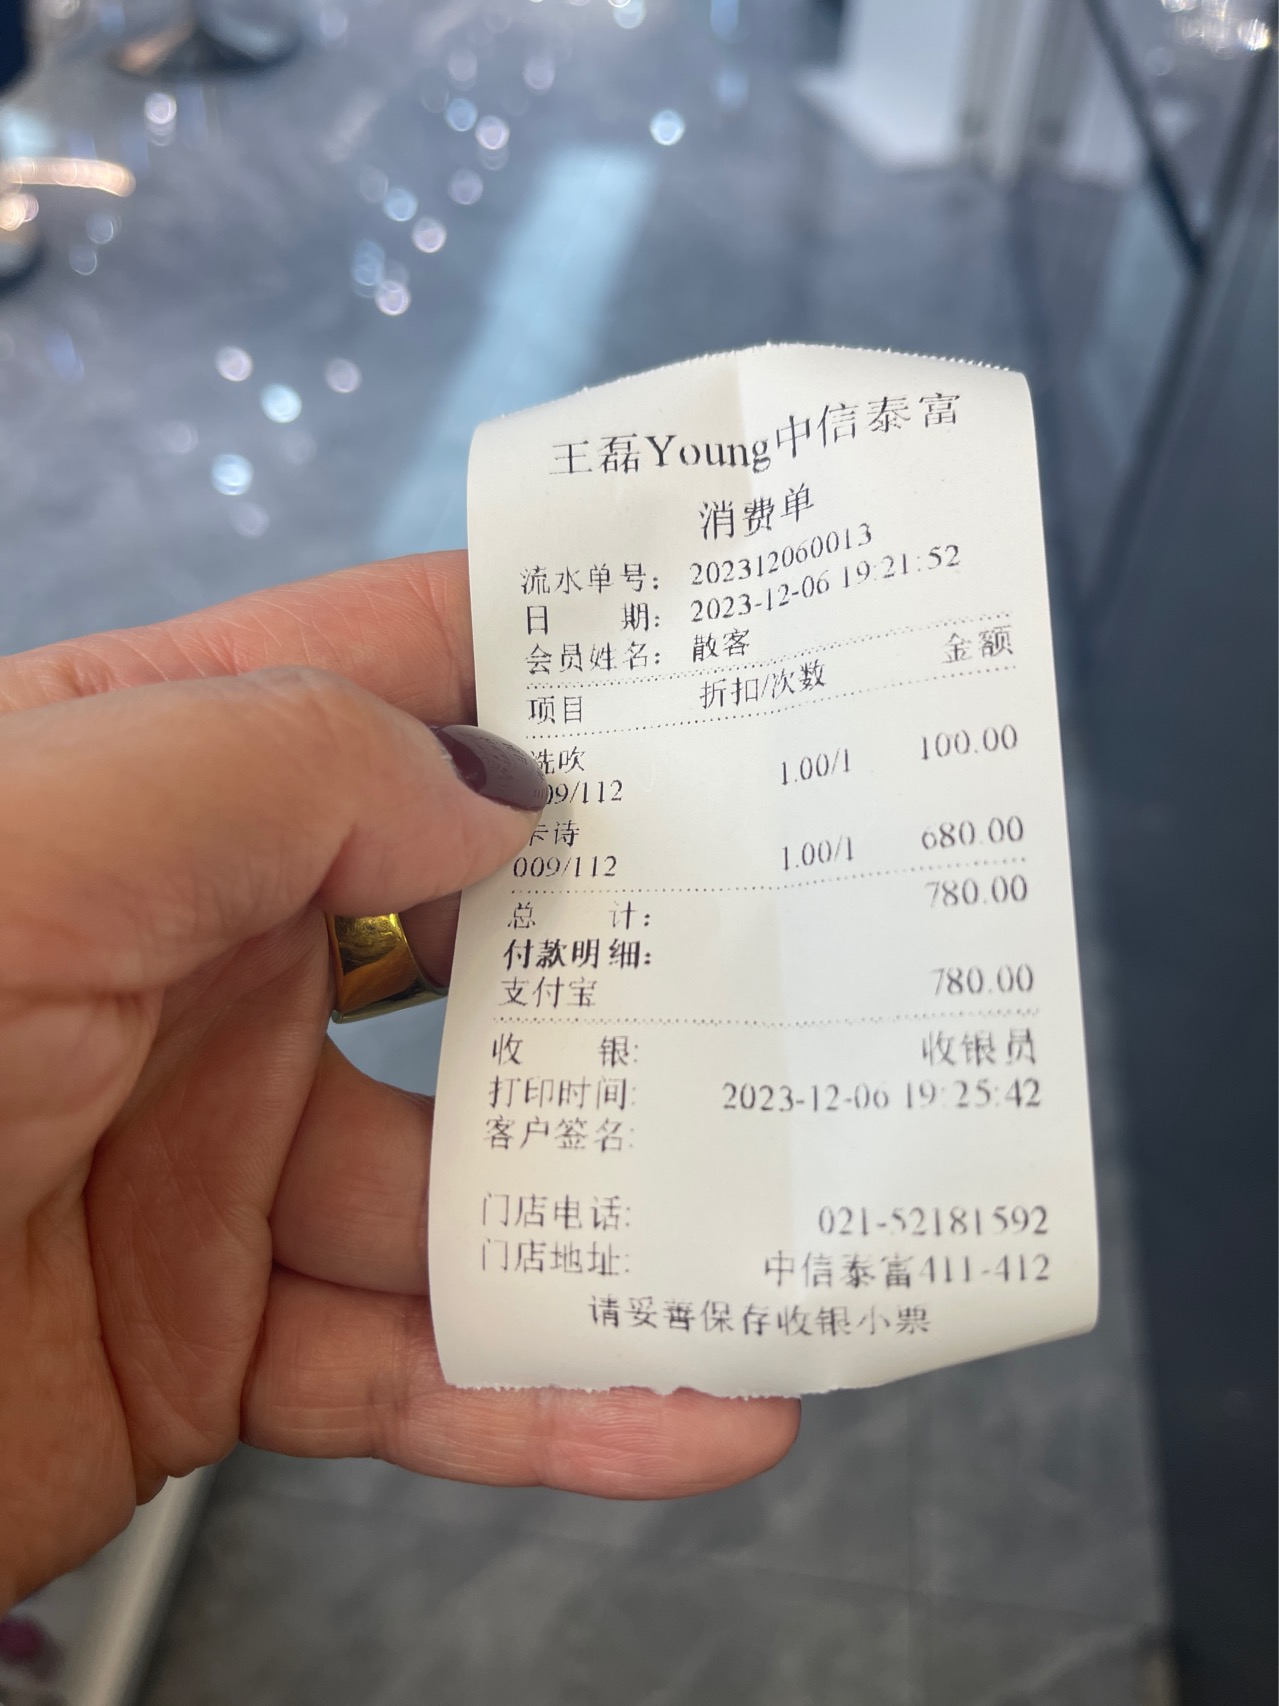 王磊Young中信泰富
消费单
流水单号： 202312060013
日 期： 2023-12-06 19:21:52
会员姓名： 散客
项目 折扣/次数 金额
洗吹 1.00/1 100.00
09/112
卡诗 1.00/1 680.00
009/112
总 计： 780.00
付款明细：
支付宝 780.00
收 银: 收银员
打印时间: 2023-12-06 19:25:42
客户签名:
门店电话: 021-52181592
门店地址: 中信泰富411-412
请妥善保存收银小票